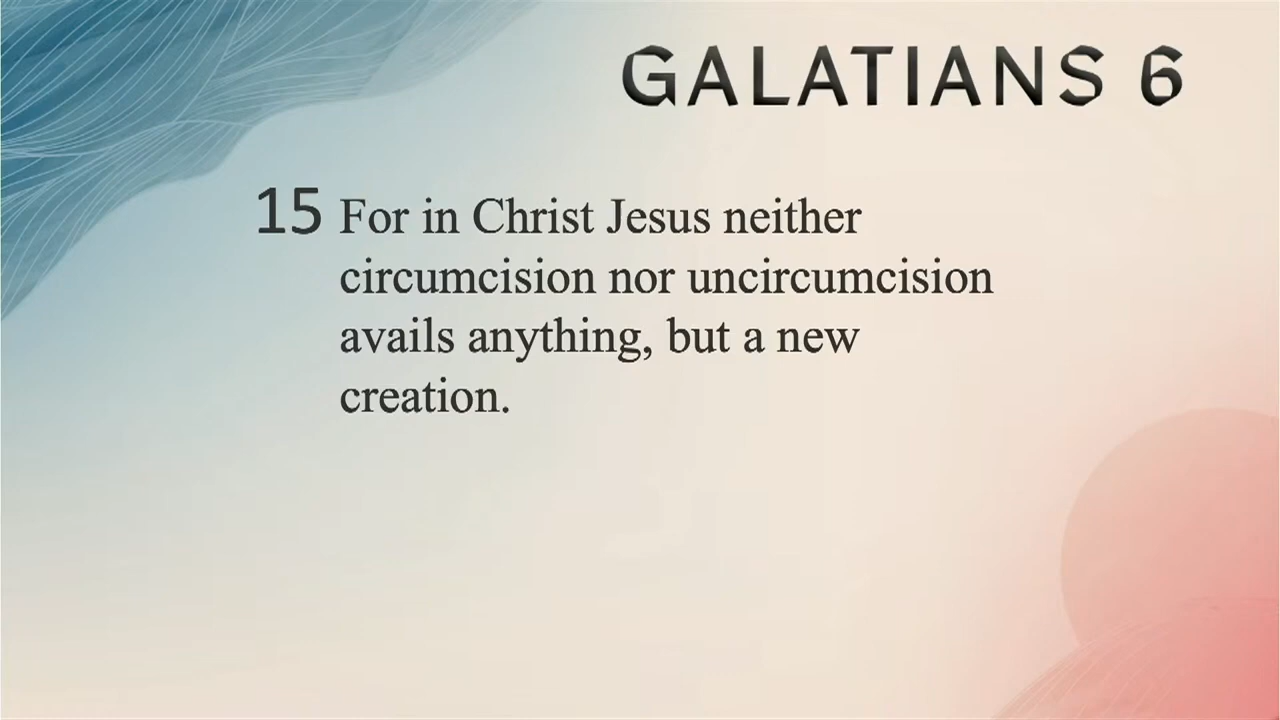 GALATIANS 6
15 For in Christ Jesus neither
circumcision nor uncircumcision
avails anything, but a new
creation.